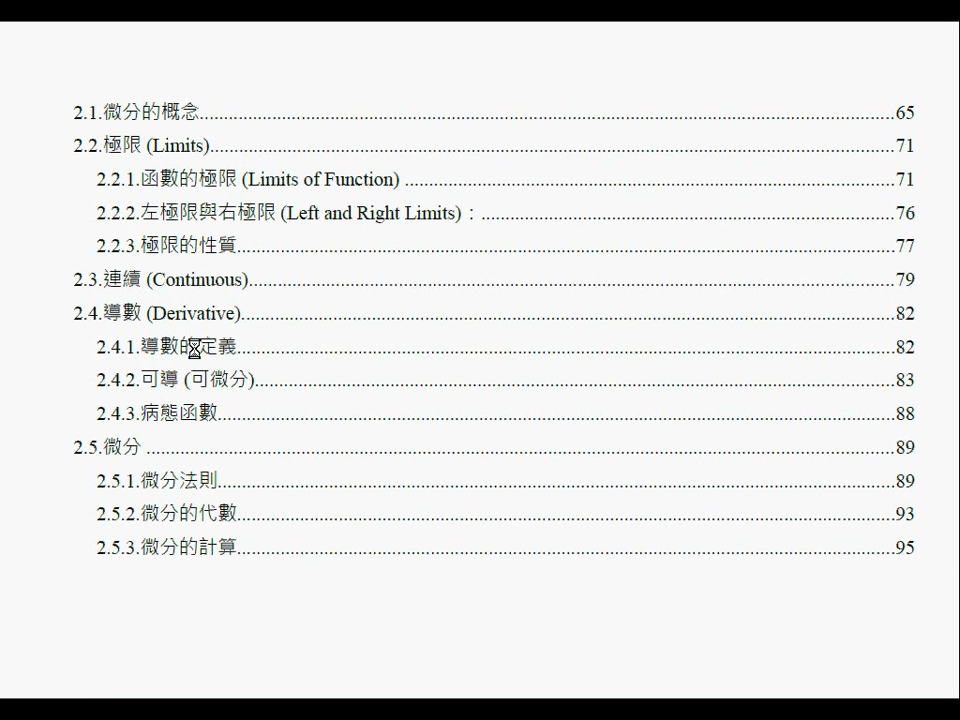 2.1.微分的概念....................................................................................................................65
2.2.極限 (Limits)..................................................................................................................71
2.2.1.函數的極限 (Limits of Function) ..................................................................................71
2.2.2.左極限與右極限 (Left and Right Limits)：.....................................................................76
2.2.3.極限的性質..............................................................................................................77
2.3.連續 (Continuous)............................................................................................................79
2.4.導數 (Derivative).............................................................................................................82
2.4.1.導數的定義..............................................................................................................82
2.4.2.可導 (可微分)...........................................................................................................83
2.4.3.病態函數.................................................................................................................88
2.5.微分 .............................................................................................................................89
2.5.1.微分法則.................................................................................................................89
2.5.2.微分的代數..............................................................................................................93
2.5.3.微分的計算..............................................................................................................95